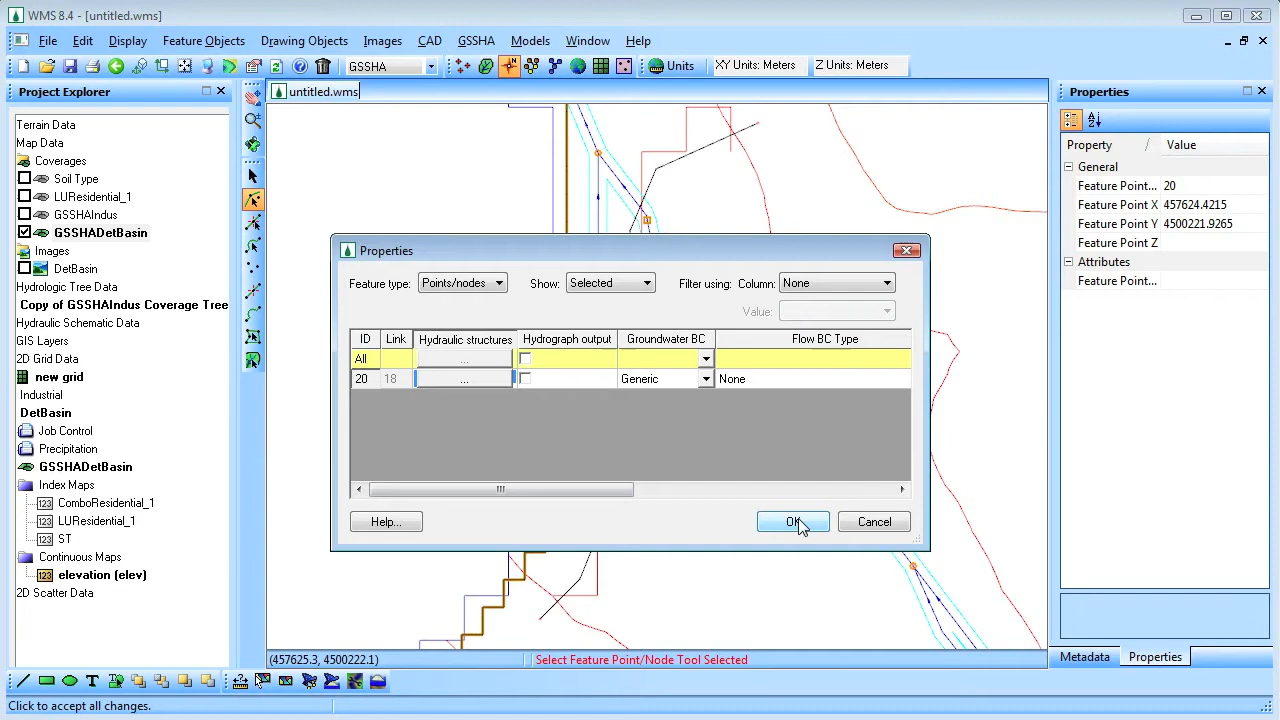 WMS 8.4 - [untitled.wms]
File Edit Display Feature Objects Drawing Objects Images CAD GSSHA Models Window Help
GSSHA Units XY Units: Meters Z Units: Meters
Project Explorer
untitled.wms
Properties
Terrain Data
Map Data
Coverages
Soil Type
LUResidential_1
GSSHAIndus
GSSHADetBasin
Images
DetBasin
Hydrologic Tree Data
Copy of GSSHAIndus Coverage Tree
Hydraulic Schematic Data
GIS Layers
2D Grid Data
new grid
Industrial
DetBasin
Job Control
Precipitation
GSSHADetBasin
Index Maps
ComboResidential_1
LUResidential_1
ST
Continuous Maps
elevation (elev)
2D Scatter Data
Properties
Feature type: Points/nodes Show: Selected Filter using: Column: None
Value:
ID Link Hydraulic structures Hydrograph output Groundwater BC Flow BC Type
All ...
20 18 ... Generic None
Help... OK Cancel
Property / Value
General
Feature Point... 20
Feature Point X 457624.4215
Feature Point Y 4500221.9265
Feature Point Z
Attributes
Feature Point...
(457625.3, 4500222.1) Select Feature Point/Node Tool Selected
Metadata Properties
Click to accept all changes.